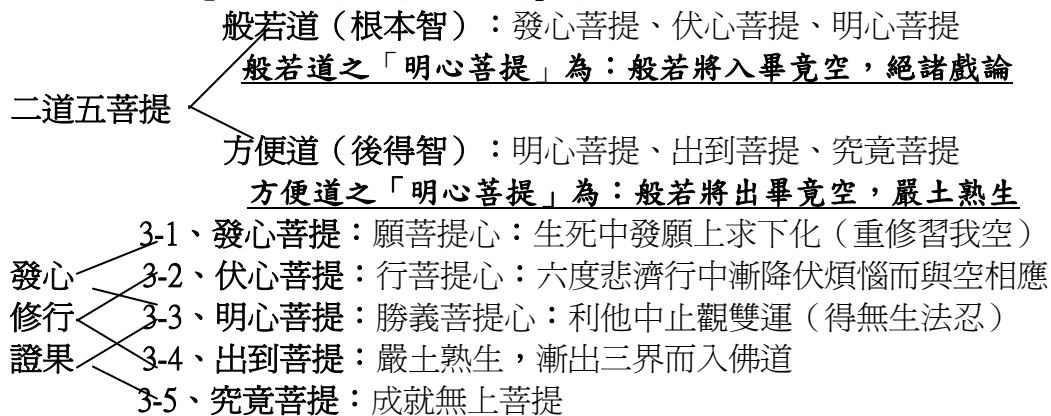 般若道（根本智）：發心菩提、伏心菩提、明心菩提
般若道之「明心菩提」為：般若將入畢竟空，絕諸戲論
二道五菩提
方便道（後得智）：明心菩提、出到菩提、究竟菩提
方便道之「明心菩提」為：般若將出畢竟空，嚴土熟生
3-1、發心菩提：願菩提心：生死中發願上求下化（重修習我空）
發心 3-2、伏心菩提：行菩提心：六度悲濟行中漸降伏煩惱而與空相應
修行 3-3、明心菩提：勝義菩提心：利他中止觀雙運（得無生法忍）
證果 3-4、出到菩提：嚴土熟生，漸出三界而入佛道
3-5、究竟菩提：成就無上菩提